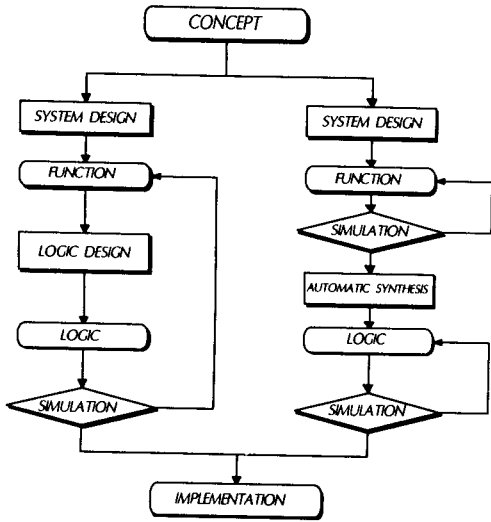 CONCEPT
SYSTEM DESIGN
FUNCTION
LOGIC DESIGN
LOGIC
SIMULATION
SYSTEM DESIGN
FUNCTION
SIMULATION
AUTOMATIC SYNTHESIS
LOGIC
SIMULATION
IMPLEMENTATION